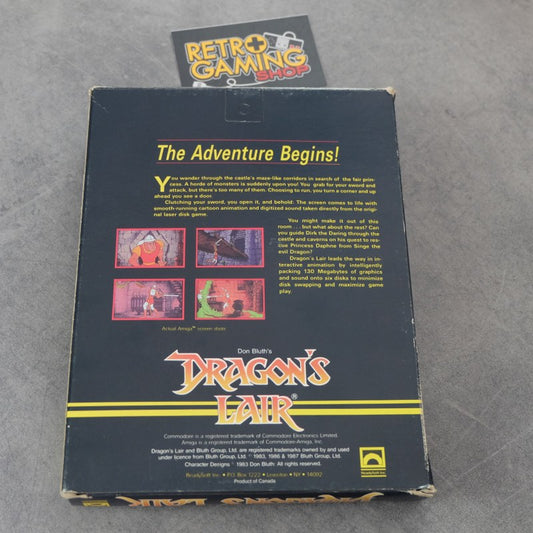 RETRO
GAMING
SHOP
The Adventure Begins!
You wander through the castle's maze-like corridors in search of the fair prin-
cess. A horde of monsters is suddenly upon you! You grab for your sword and
attack, but there's too many of them. Choosing to run, you turn a corner and up
ahead you see a door.
Clutching your sword, you open it, and behold: The screen comes to life with
smooth-running cartoon animation and digitized sound taken directly from the origi-
nal laser disk game.
You might make it out of this
room . . . but what about the rest? Can
you guide Dirk the Daring through the
castle and caverns on his quest to res-
cue Princess Daphne from Singe the
evil Dragon?
Dragon's Lair leads the way in in-
teractive animation by intelligently
packing 130 Megabytes of graphics
and sound onto six disks to minimize
disk swapping and maximize game
play.
Actual Amiga™ screen shots
Don Bluth's
DRAGON'S
LAIR®
Commodore is a registered trademark of Commodore Electronics Limited.
Amiga is a registered trademark of Commodore-Amiga, Inc.
Dragon's Lair and Bluth Group, Ltd. are registered trademarks owned by and used
under licence from Bluth Group, Ltd. © 1983, 1986 & 1987 Bluth Group, Ltd.
Character Designs © 1983 Don Bluth. All rights reserved.
ReadySoft Inc. • P.O. Box 1222 • Lewiston • NY • 14092
Product of Canada
ReadySoft Inc.
DRAGON'S LAIR